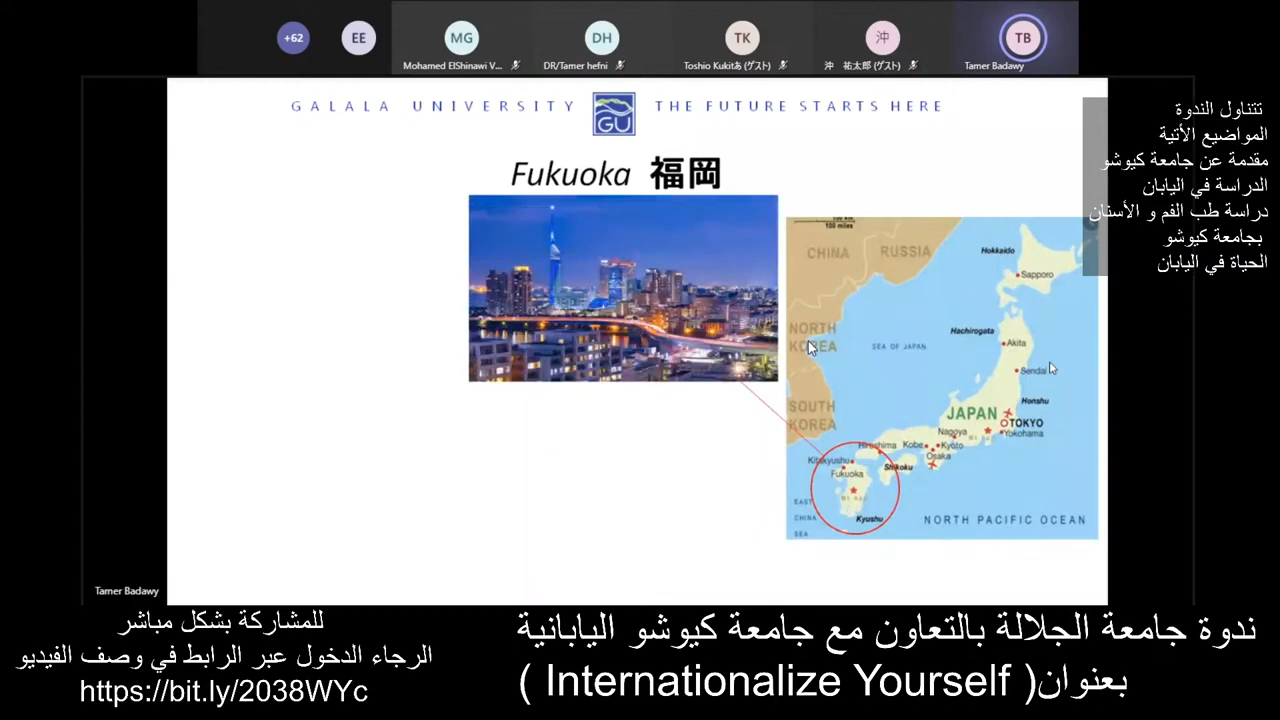 +62
EE
MG
DH
TK
沖
TB
Mohamed ElShinawi V...
DR/Tamer hefni
Toshio Kukitaあ (ゲスト)
沖 祐太郎 (ゲスト)
Tamer Badawy
GALALA UNIVERSITY
GU
THE FUTURE STARTS HERE
Fukuoka 福岡
تتناول الندوة
المواضيع الأتية
مقدمة عن جامعة كيوشو
الدراسة في اليابان
دراسة طب الفم و الأسنان
بجامعة كيوشو
الحياة في اليابان
100 miles
CHINA
RUSSIA
Hokkaido
Sapporo
NORTH
KOREA
SEA OF JAPAN
Hachirogata
Akita
Sendai
Honshu
SOUTH
KOREA
JAPAN
TOKYO
Nagoya
Yokohama
Hiroshima
Kobe
Kyoto
Osaka
Kitakyushu
Shikoku
Fukuoka
EAST
CHINA
SEA
Kyushu
NORTH PACIFIC OCEAN
Tamer Badawy
للمشاركة بشكل مباشر
الرجاء الدخول عبر الرابط في وصف الفيديو
https://bit.ly/2038WYc
ندوة جامعة الجلالة بالتعاون مع جامعة كيوشو اليابانية
بعنوان( Internationalize Yourself )